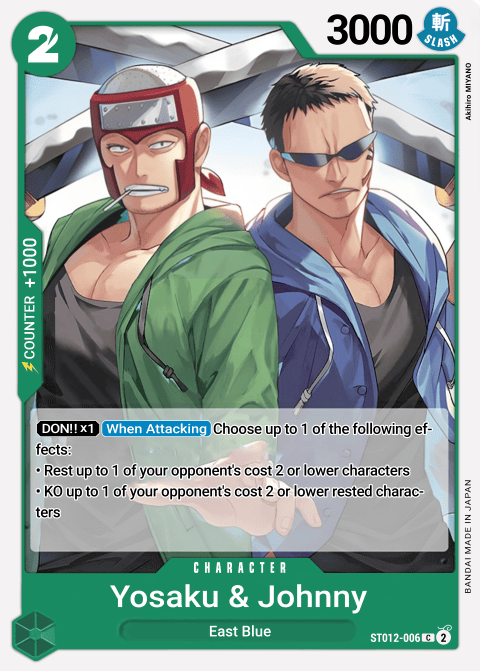 2
3000
斬
SLASH
Akihiro MIYANO
COUNTER +1000
DON!! x1 When Attacking Choose up to 1 of the following ef-
fects:
• Rest up to 1 of your opponent's cost 2 or lower characters
• KO up to 1 of your opponent's cost 2 or lower rested charac-
ters
BANDAI MADE IN JAPAN
CHARACTER
Yosaku & Johnny
East Blue
ST012-006 C 2